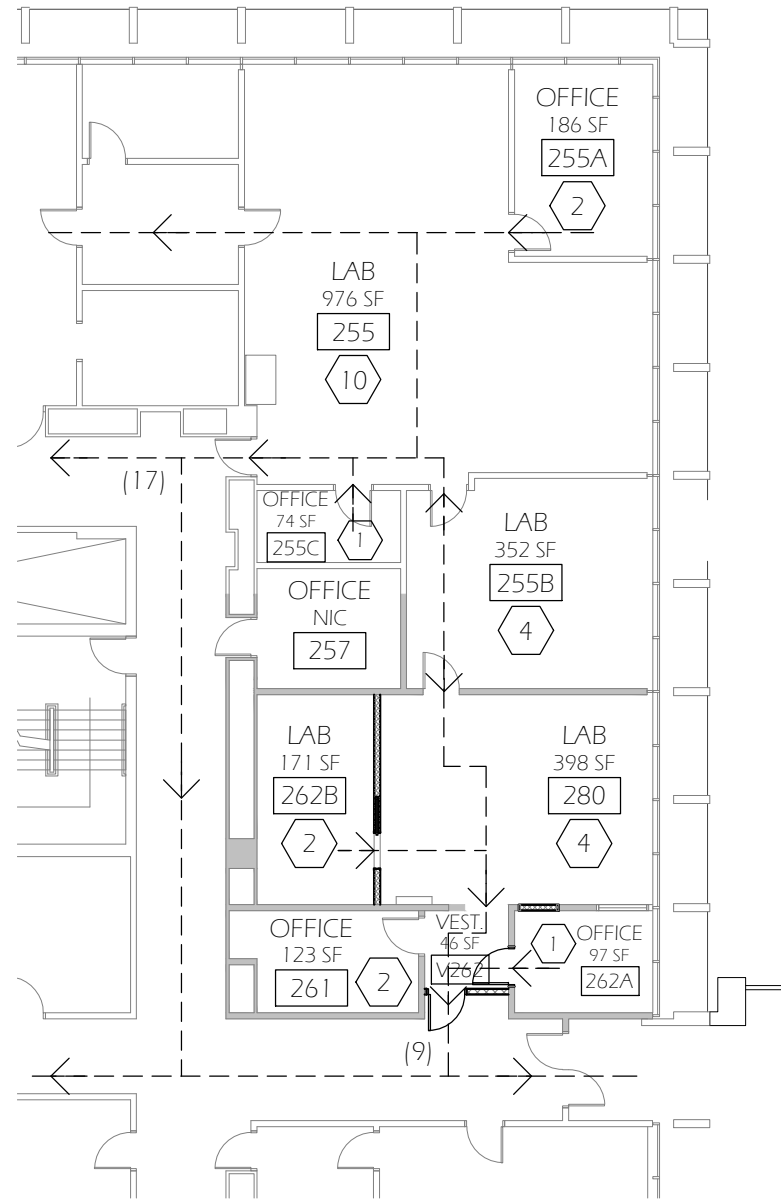 OFFICE
186 SF
255A
2
LAB
976 SF
255
10
(17)
OFFICE
74 SF
255C
1
LAB
352 SF
255B
4
OFFICE
NIC
257
LAB
171 SF
262B
2
LAB
398 SF
280
4
OFFICE
123 SF
261
2
VEST.
46 SF
V262
1
OFFICE
97 SF
262A
(9)